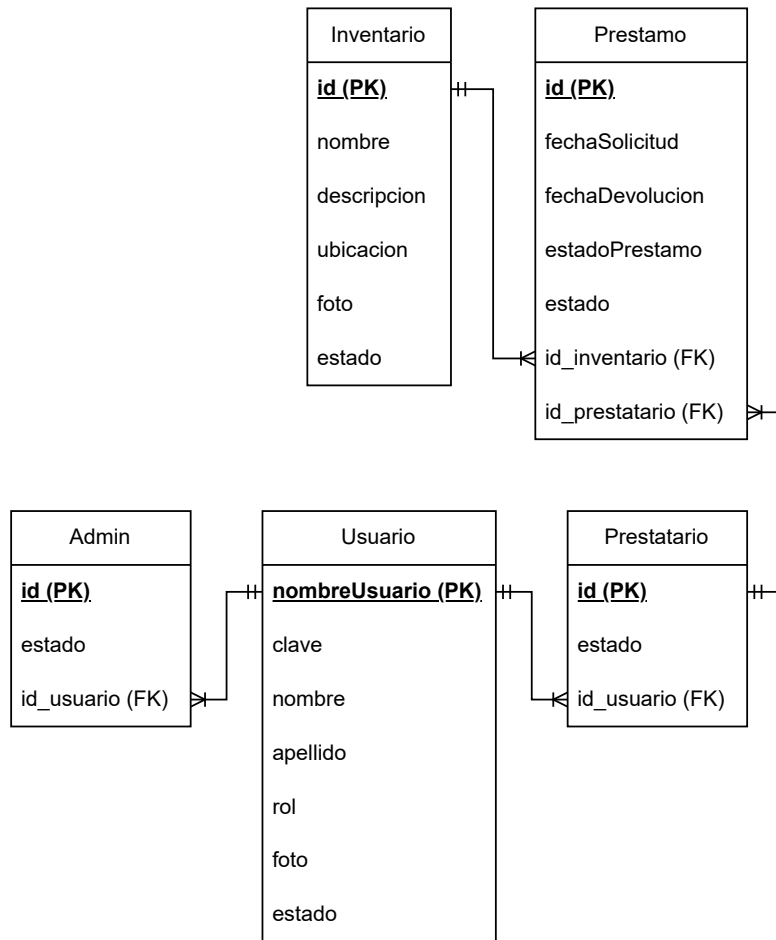 Inventario
id (PK)
nombre
descripcion
ubicacion
foto
estado
Prestamo
id (PK)
fechaSolicitud
fechaDevolucion
estadoPrestamo
estado
id_inventario (FK)
id_prestatario (FK)
Admin
id (PK)
estado
id_usuario (FK)
Usuario
nombreUsuario (PK)
clave
nombre
apellido
rol
foto
estado
Prestatario
id (PK)
estado
id_usuario (FK)